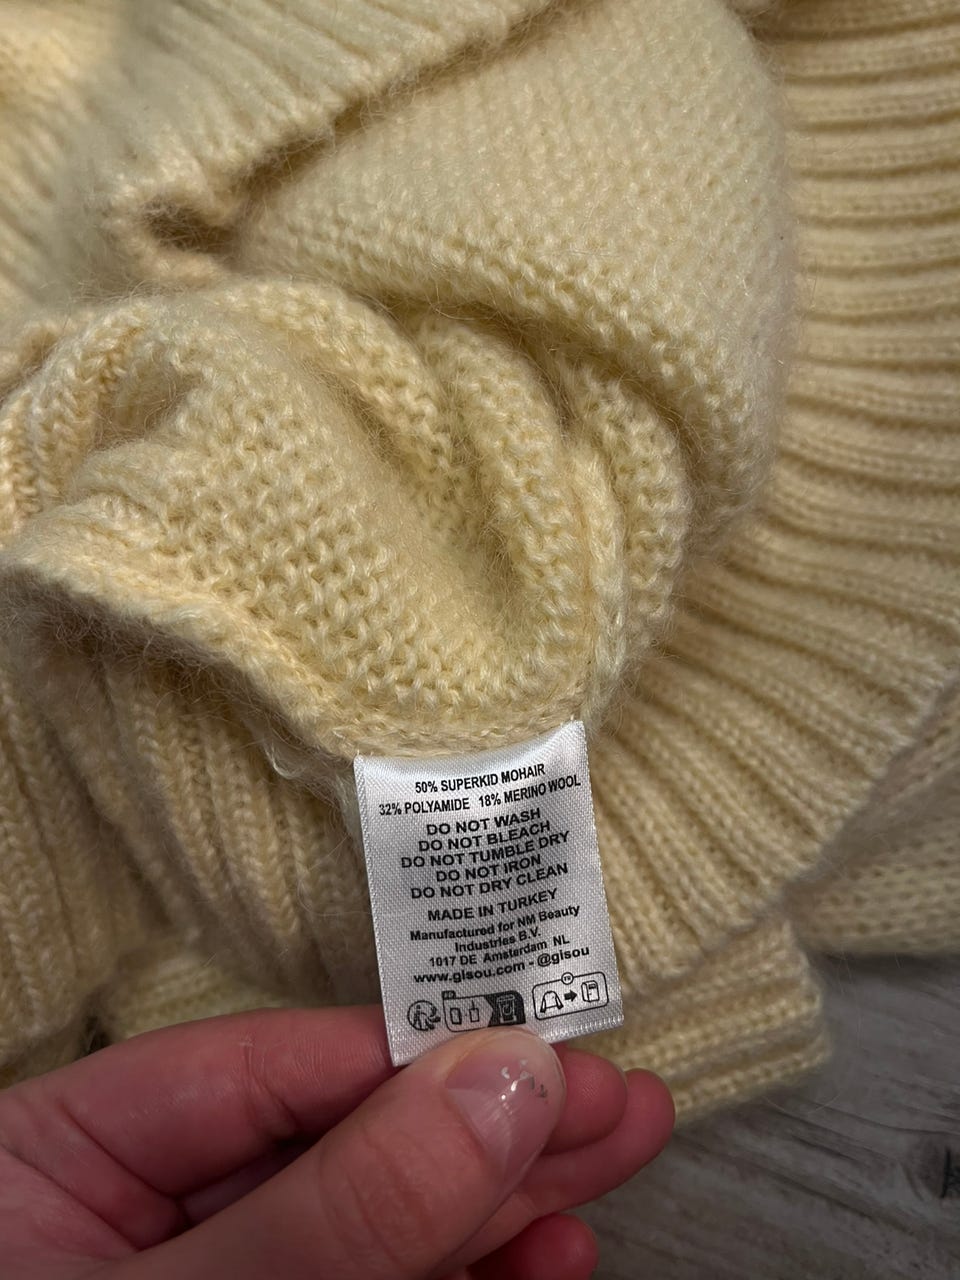 50% SUPERKID MOHAIR
32% POLYAMIDE 18% MERINO WOOL
DO NOT WASH
DO NOT BLEACH
DO NOT TUMBLE DRY
DO NOT IRON
DO NOT DRY CLEAN
MADE IN TURKEY
Manufactured for NM Beauty
Industries B.V.
1017 DE Amsterdam NL
www.gisou.com - @gisou
FR
FR